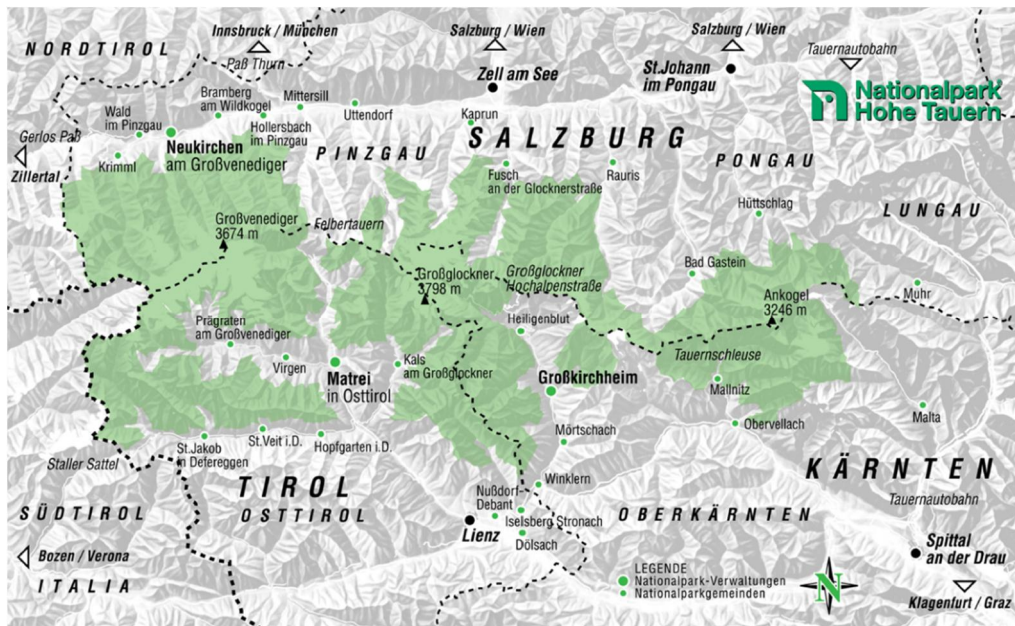 Innsbruck / München
Salzburg / Wien
Salzburg / Wien
NORDTIROL
Paß Thurn
Tauernautobahn
Zell am See
St.Johann
im Pongau
Nationalpark
Hohe Tauern
Bramberg
am Wildkogel
Mittersill
Wald
im Pinzgau
Uttendorf
Kaprun
Hollersbach
im Pinzgau
Gerlos Paß
SALZBURG
Neukirchen
am Großvenediger
PINZGAU
PONGAU
Zillertal
Krimml
Fusch
an der Glocknerstraße
Rauris
Hüttschlag
LUNGAU
Großvenediger
3674 m
Felbertauern
Bad Gastein
Großglockner
3798 m
Großglockner
Hochalpenstraße
Ankogel
3246 m
Muhr
Prägraten
am Großvenediger
Heiligenblut
Tauernschleuse
Virgen
Matrei
in Osttirol
Kals
am Großglockner
Großkirchheim
Mallnitz
Malta
Obervellach
Mörtschach
St.Jakob
in Defereggen
St.Veit i.D.
Hopfgarten i.D.
Staller Sattel
KÄRNTEN
TIROL
Winklern
Nußdorf-
Debant
Tauernautobahn
SÜDTIROL
OSTTIROL
OBERKÄRNTEN
Iselsberg Stronach
Lienz
Dölsach
Spittal
an der Drau
Bozen / Verona
ITALIA
LEGENDE
Nationalpark-Verwaltungen
Nationalparkgemeinden
N
Klagenfurt / Graz